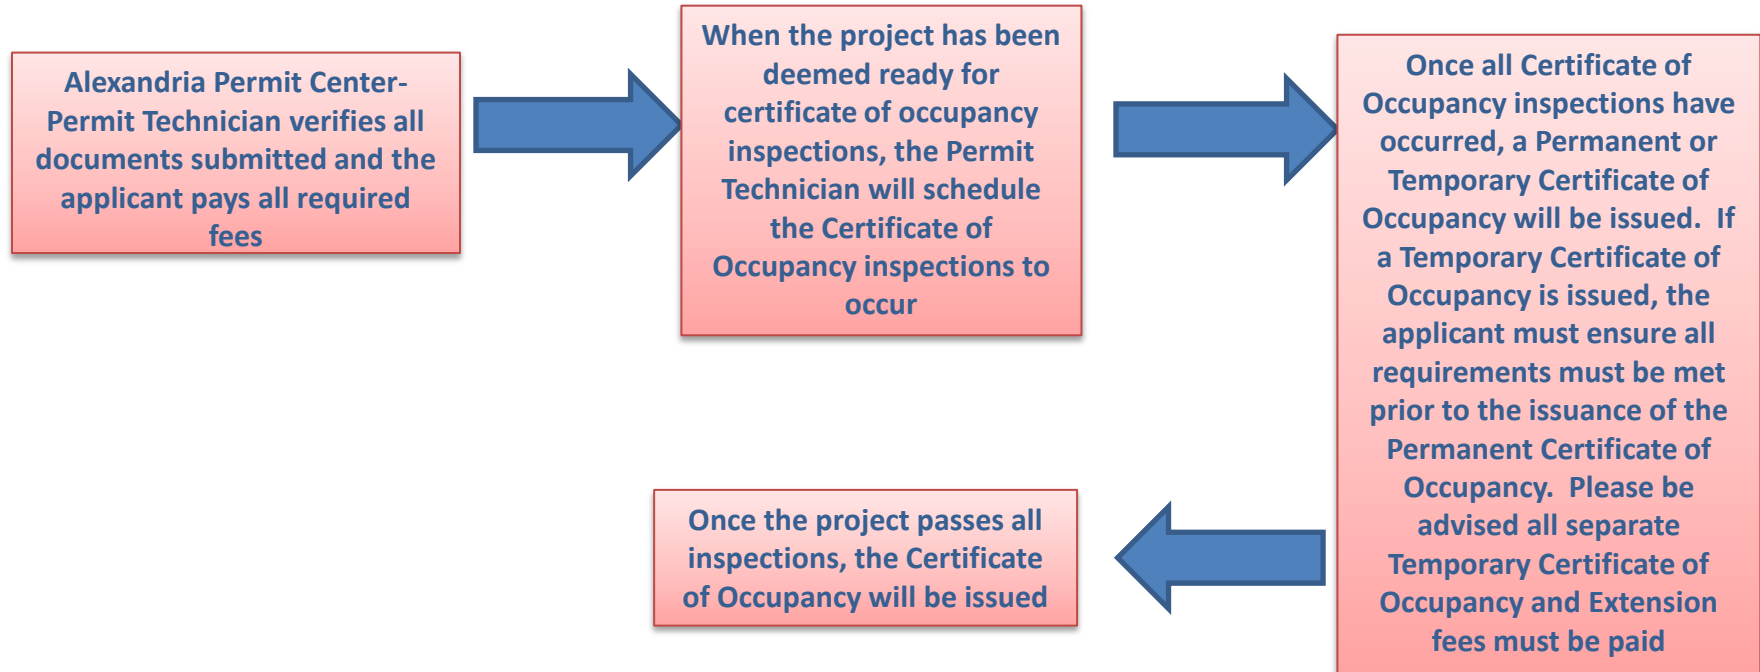 Alexandria Permit Center-
Permit Technician verifies all
documents submitted and the
applicant pays all required
fees
When the project has been
deemed ready for
certificate of occupancy
inspections, the Permit
Technician will schedule
the Certificate of
Occupancy inspections to
occur
Once all Certificate of
Occupancy inspections have
occurred, a Permanent or
Temporary Certificate of
Occupancy will be issued.  If
a Temporary Certificate of
Occupancy is issued, the
applicant must ensure all
requirements must be met
prior to the issuance of the
Permanent Certificate of
Occupancy.  Please be
advised all separate
Temporary Certificate of
Occupancy and Extension
fees must be paid
Once the project passes all
inspections, the Certificate
of Occupancy will be issued